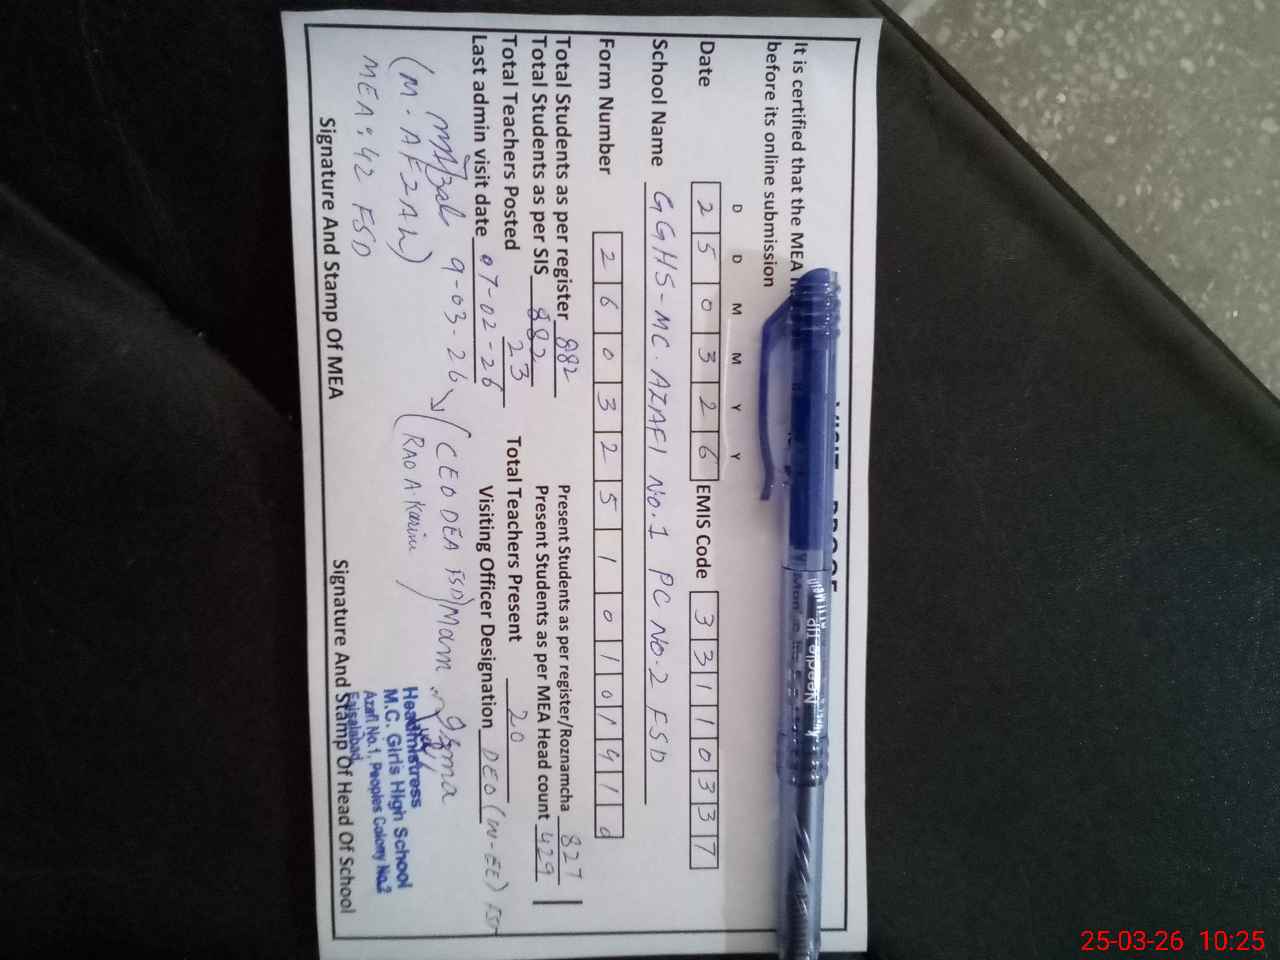 VISIT PROOF
It is certified that the MEA
before its online submission
D D M M Y Y
Date 2 5 0 3 2 6 EMIS Code 3 3 1 1 0 3 3 7
School Name GGHS-MC. AZAFI No.1 PC No.2 FSD
Form Number 2 6 0 3 2 5 1 0 1 0 1 9 1 d
Total Students as per register 882 Present Students as per register/Roznamcha 827
Total Students as per SIS 882 Present Students as per MEA Head count 429
Total Teachers Posted 23 Total Teachers Present 20
Last admin visit date 07-02-26 Visiting Officer Designation DEO (W-EE) FSD
9-03-26 → (CEO DEA FSD) Mam Isma
(RAO A. Karim)
(M. AFZAL)
MEA: 42 FSD
Headmistress
M.C. Girls High School
Azafi No.1, Peoples Colony No.2
Faisalabad
Signature And Stamp Of MEA Signature And Stamp Of Head Of School
25-03-26 10:25